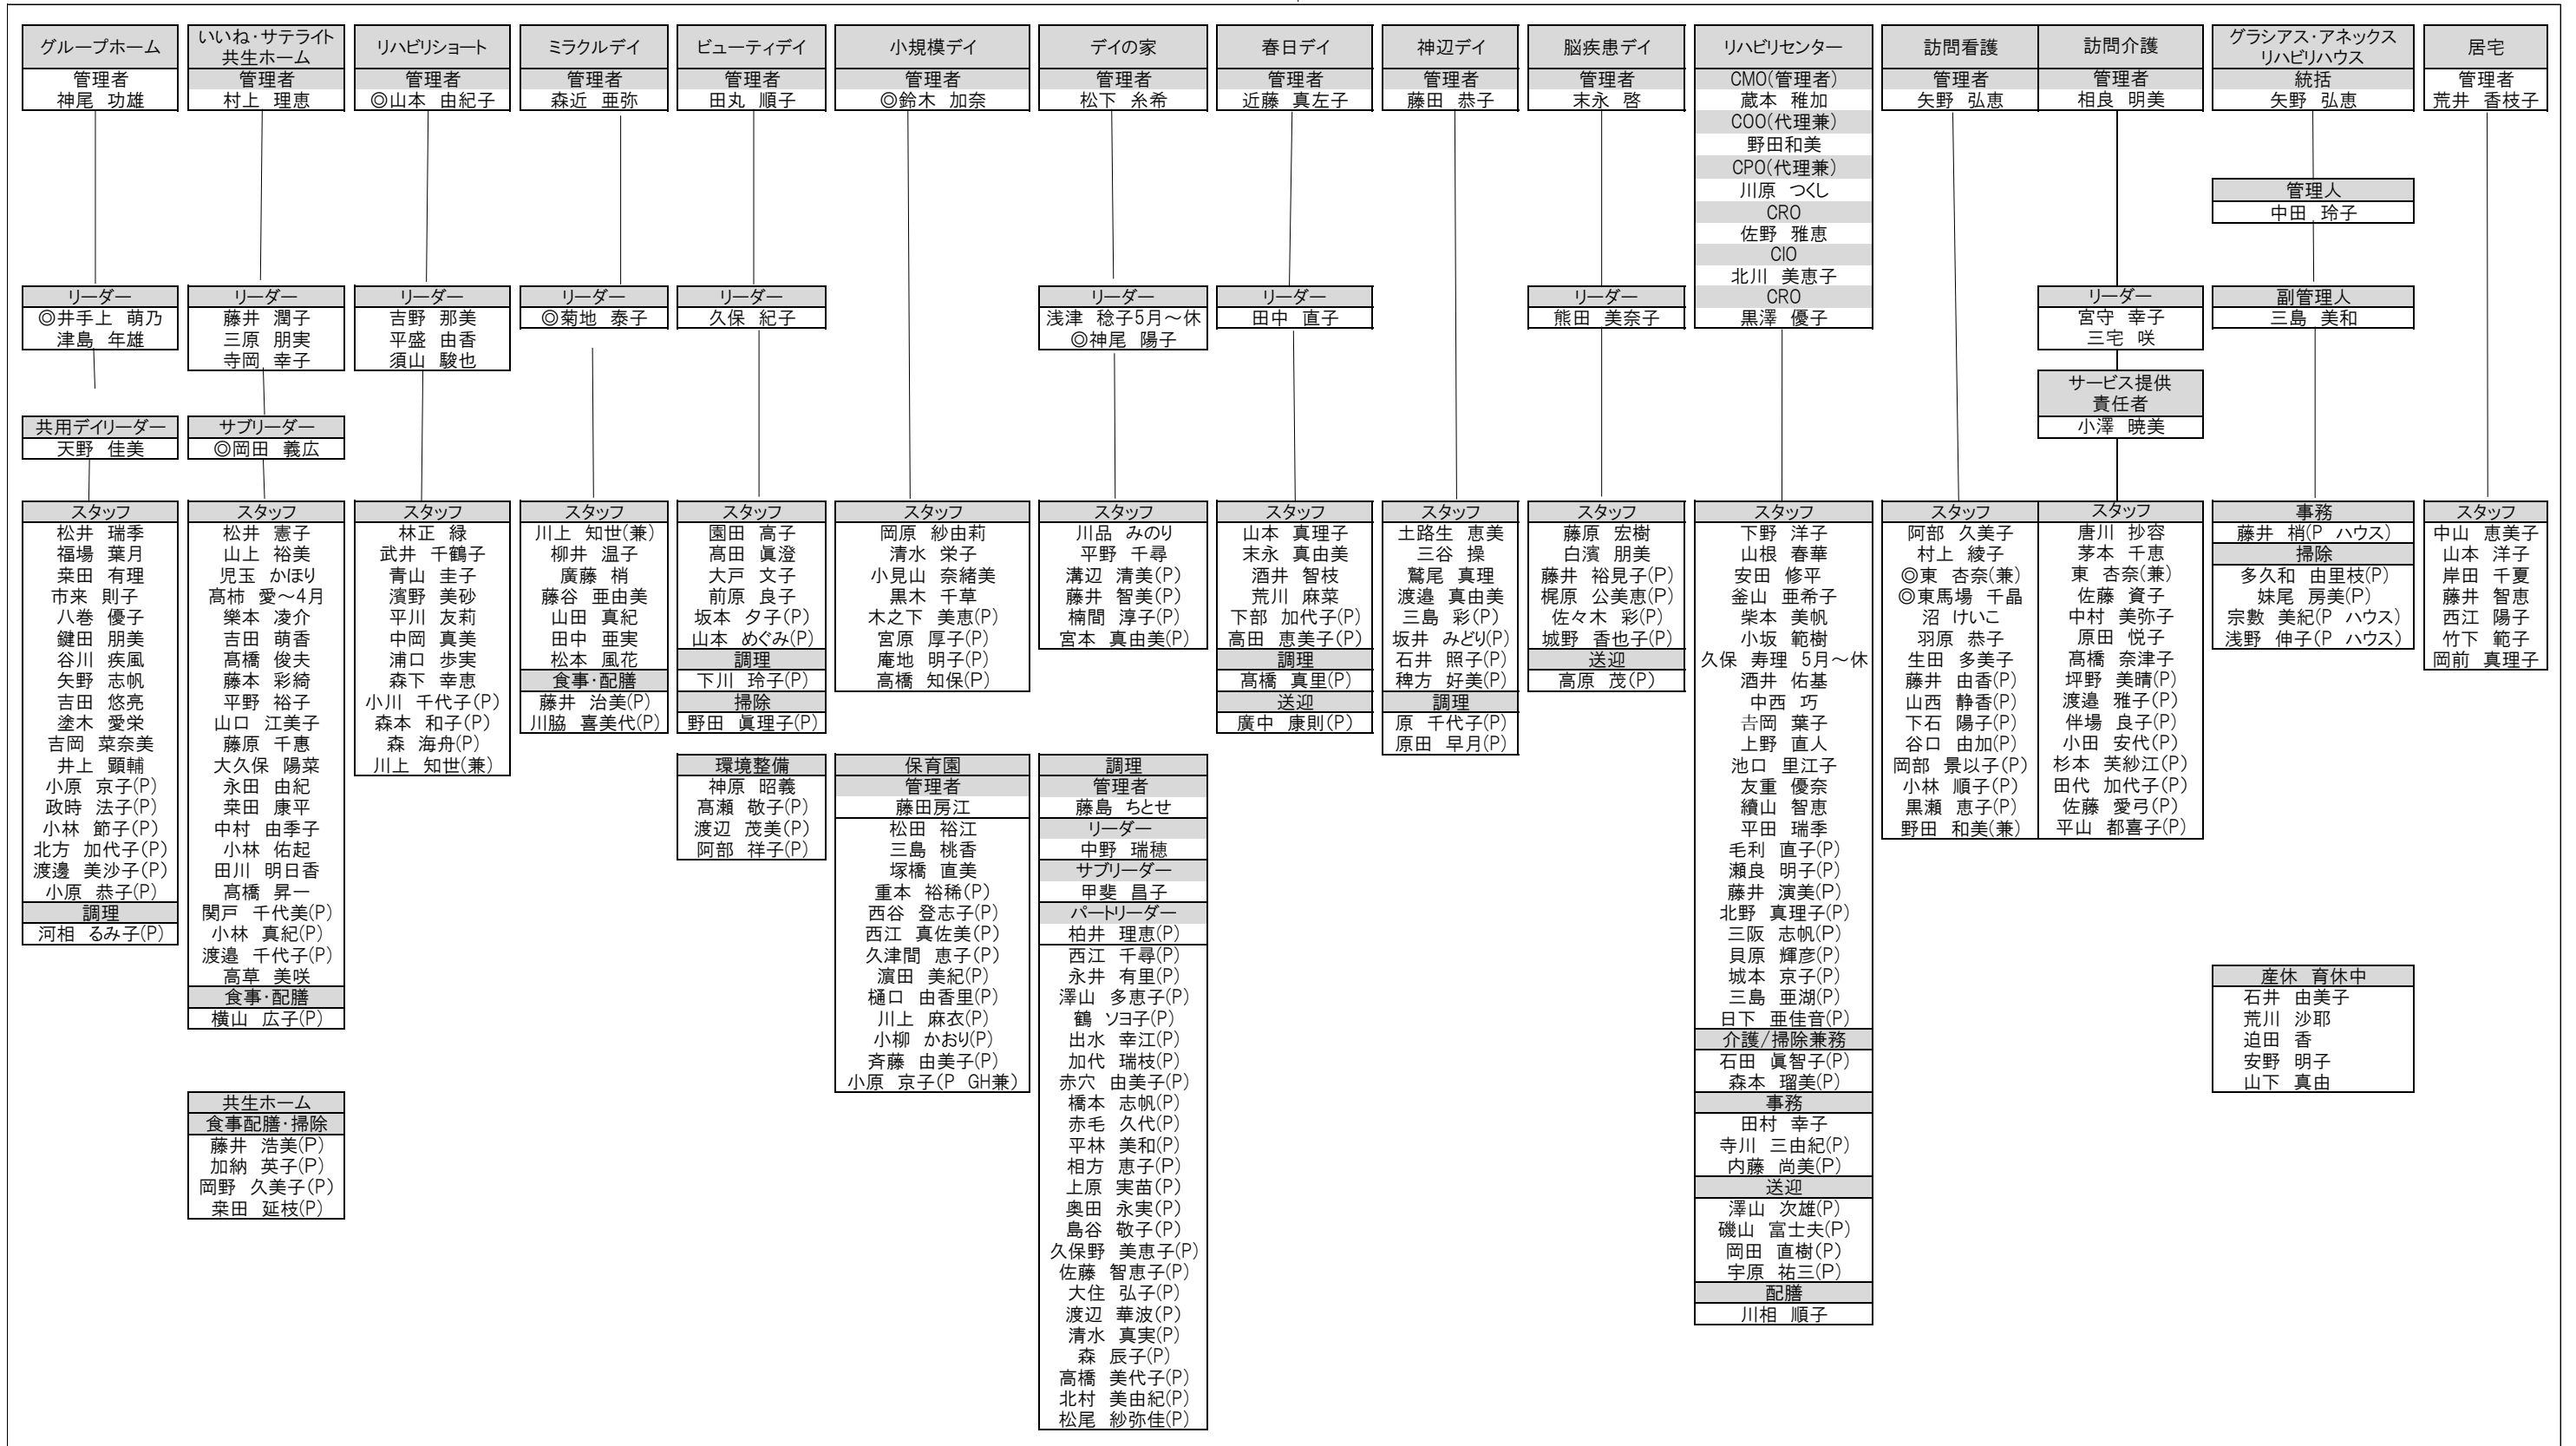 グループホーム
管理者
神尾 功雄
リーダー
◎井手上 萌乃
津島 年雄
共用デイリーダー
天野 佳美
スタッフ
松井 瑞季
福場 葉月
桒田 有理
市来 則子
八巻 優子
鍵田 朋美
谷川 疾風
矢野 志帆
吉田 悠亮
塗木 愛栄
吉岡 菜奈美
井上 顕輔
小原 京子(P)
政時 法子(P)
小林 節子(P)
北方 加代子(P)
渡邉 美沙子(P)
小原 恭子(P)
調理
河相 るみ子(P)
いいね・サテライト
共生ホーム
管理者
村上 理恵
リーダー
藤井 潤子
三原 朋実
寺岡 幸子
サブリーダー
◎岡田 義広
スタッフ
松井 憲子
山上 裕美
児玉 かほり
髙柿 愛～4月
樂本 凌介
吉田 萌香
髙橋 俊夫
藤本 彩綺
平野 裕子
山口 江美子
藤原 千惠
大久保 陽菜
永田 由紀
桒田 康平
中村 由季子
小林 佑起
田川 明日香
髙橋 昇一
関戸 千代美(P)
小林 真紀(P)
渡邉 千代子(P)
高草 美咲
食事・配膳
横山 広子(P)
共生ホーム
食事配膳・掃除
藤井 浩美(P)
加納 英子(P)
岡野 久美子(P)
桒田 延枝(P)
リハビリショート
管理者
◎山本 由紀子
リーダー
吉野 那美
平盛 由香
須山 駿也
スタッフ
林正 緑
武井 千鶴子
青山 圭子
濱野 美砂
平川 友莉
中岡 真美
浦口 歩実
森下 幸恵
小川 千代子(P)
森本 和子(P)
森 海舟(P)
川上 知世(兼)
ミラクルデイ
管理者
森近 亜弥
リーダー
◎菊地 泰子
スタッフ
川上 知世(兼)
柳井 温子
廣藤 梢
藤谷 亜由美
山田 真紀
田中 亜実
松本 風花
食事・配膳
藤井 治美(P)
川脇 喜美代(P)
ビューティデイ
管理者
田丸 順子
リーダー
久保 紀子
スタッフ
園田 高子
髙田 眞澄
大戸 文子
前原 良子
坂本 夕子(P)
山本 めぐみ(P)
調理
下川 玲子(P)
掃除
野田 眞理子(P)
環境整備
神原 昭義
髙瀬 敬子(P)
渡辺 茂美(P)
阿部 祥子(P)
小規模デイ
管理者
◎鈴木 加奈
スタッフ
岡原 紗由莉
清水 栄子
小見山 奈緒美
黒木 千草
木之下 美恵(P)
宮原 厚子(P)
庵地 明子(P)
高橋 知保(P)
保育園
管理者
藤田房江
松田 裕江
三島 桃香
塚橋 直美
重本 裕稀(P)
西谷 登志子(P)
西江 真佐美(P)
久津間 恵子(P)
濵田 美紀(P)
樋口 由香里(P)
川上 麻衣(P)
小柳 かおり(P)
斉藤 由美子(P)
小原 京子(P GH兼)
デイの家
管理者
松下 糸希
リーダー
浅津 稔子5月～休
◎神尾 陽子
スタッフ
川品 みのり
平野 千尋
溝辺 清美(P)
藤井 智美(P)
楠間 淳子(P)
宮本 真由美(P)
調理
管理者
藤島 ちとせ
リーダー
中野 瑞穂
サブリーダー
甲斐 昌子
パートリーダー
柏井 理恵(P)
西江 千尋(P)
永井 有里(P)
澤山 多恵子(P)
鶴 ソヨ子(P)
出水 幸江(P)
加代 瑞枝(P)
赤穴 由美子(P)
橋本 志帆(P)
赤毛 久代(P)
平林 美和(P)
相方 恵子(P)
上原 実苗(P)
奥田 永実(P)
島谷 敬子(P)
久保野 美恵子(P)
佐藤 智恵子(P)
大住 弘子(P)
渡辺 華波(P)
清水 真実(P)
森 辰子(P)
高橋 美代子(P)
北村 美由紀(P)
松尾 紗弥佳(P)
春日デイ
管理者
近藤 真左子
リーダー
田中 直子
スタッフ
山本 真理子
末永 真由美
酒井 智枝
荒川 麻菜
下部 加代子(P)
高田 恵美子(P)
調理
髙橋 真里(P)
送迎
廣中 康則(P)
神辺デイ
管理者
藤田 恭子
スタッフ
土路生 恵美
三谷 操
鷲尾 真理
渡邉 真由美
三島 彩(P)
坂井 みどり(P)
石井 照子(P)
稗方 好美(P)
調理
原 千代子(P)
原田 早月(P)
脳疾患デイ
管理者
末永 啓
リーダー
熊田 美奈子
スタッフ
藤原 宏樹
白濱 朋美
藤井 裕見子(P)
梶原 公美恵(P)
佐々木 彩(P)
城野 香也子(P)
送迎
高原 茂(P)
リハビリセンター
CMO(管理者)
蔵本 稚加
COO(代理兼)
野田和美
CPO(代理兼)
川原 つくし
CRO
佐野 雅恵
CIO
北川 美恵子
CRO
黒澤 優子
スタッフ
下野 洋子
山根 春華
安田 修平
釜山 亜希子
柴本 美帆
小坂 範樹
久保 寿理 5月～休
酒井 佑基
中西 巧
𠮷岡 葉子
上野 直人
池口 里江子
友重 優奈
續山 智恵
平田 瑞季
毛利 直子(P)
瀬良 明子(P)
藤井 演美(P)
北野 真理子(P)
三阪 志帆(P)
貝原 輝彦(P)
城本 京子(P)
三島 亜湖(P)
日下 亜佳音(P)
介護/掃除兼務
石田 眞智子(P)
森本 瑠美(P)
事務
田村 幸子
寺川 三由紀(P)
内藤 尚美(P)
送迎
澤山 次雄(P)
磯山 富士夫(P)
岡田 直樹(P)
宇原 祐三(P)
配膳
川相 順子
訪問看護
管理者
矢野 弘恵
スタッフ
阿部 久美子
村上 綾子
◎東 杏奈(兼)
◎東馬場 千晶
沼 けいこ
羽原 恭子
生田 多美子
藤井 由香(P)
山西 静香(P)
下石 陽子(P)
谷口 由加(P)
岡部 景以子(P)
小林 順子(P)
黒瀬 恵子(P)
野田 和美(兼)
訪問介護
管理者
相良 明美
リーダー
宮守 幸子
三宅 咲
サービス提供
責任者
小澤 暁美
スタッフ
唐川 抄容
茅本 千恵
東 杏奈(兼)
佐藤 資子
中村 美弥子
原田 悦子
髙橋 奈津子
坪野 美晴(P)
渡邉 雅子(P)
伴場 良子(P)
小田 安代(P)
杉本 芙紗江(P)
田代 加代子(P)
佐藤 愛弓(P)
平山 都喜子(P)
グラシアス・アネックス
リハビリハウス
統括
矢野 弘恵
管理人
中田 玲子
副管理人
三島 美和
事務
藤井 梢(P ハウス)
掃除
多久和 由里枝(P)
妹尾 房美(P)
宗數 美紀(P ハウス)
浅野 伸子(P ハウス)
産休 育休中
石井 由美子
荒川 沙耶
迫田 香
安野 明子
山下 真由
居宅
管理者
荒井 香枝子
スタッフ
中山 恵美子
山本 洋子
岸田 千夏
藤井 智恵
西江 陽子
竹下 範子
岡前 真理子